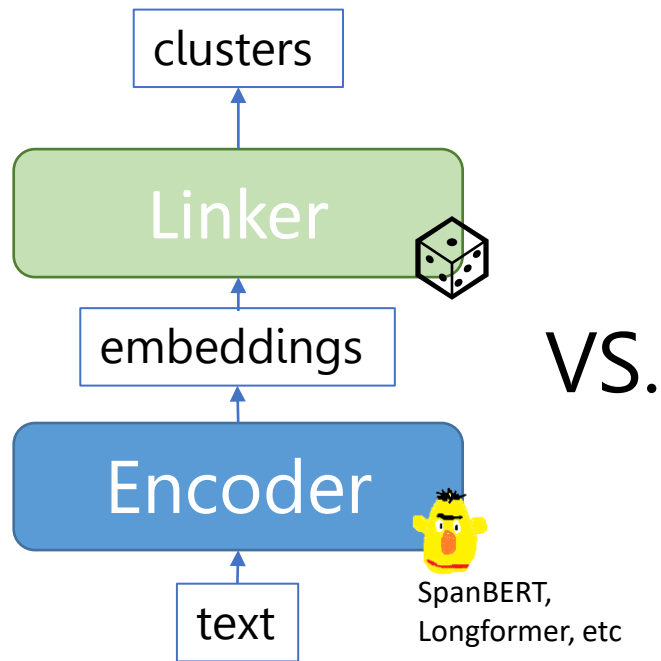 clusters
Linker
embeddings
VS.
Encoder
SpanBERT,
Longformer, etc
text